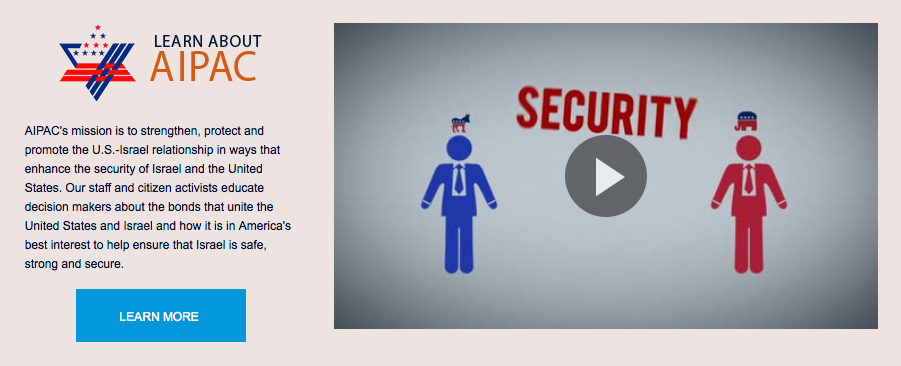 LEARN ABOUT
AIPAC
AIPAC's mission is to strengthen, protect and
promote the U.S.-Israel relationship in ways that
enhance the security of Israel and the United
States. Our staff and citizen activists educate
decision makers about the bonds that unite the
United States and Israel and how it is in America's
best interest to help ensure that Israel is safe,
strong and secure.
LEARN MORE
SECURITY